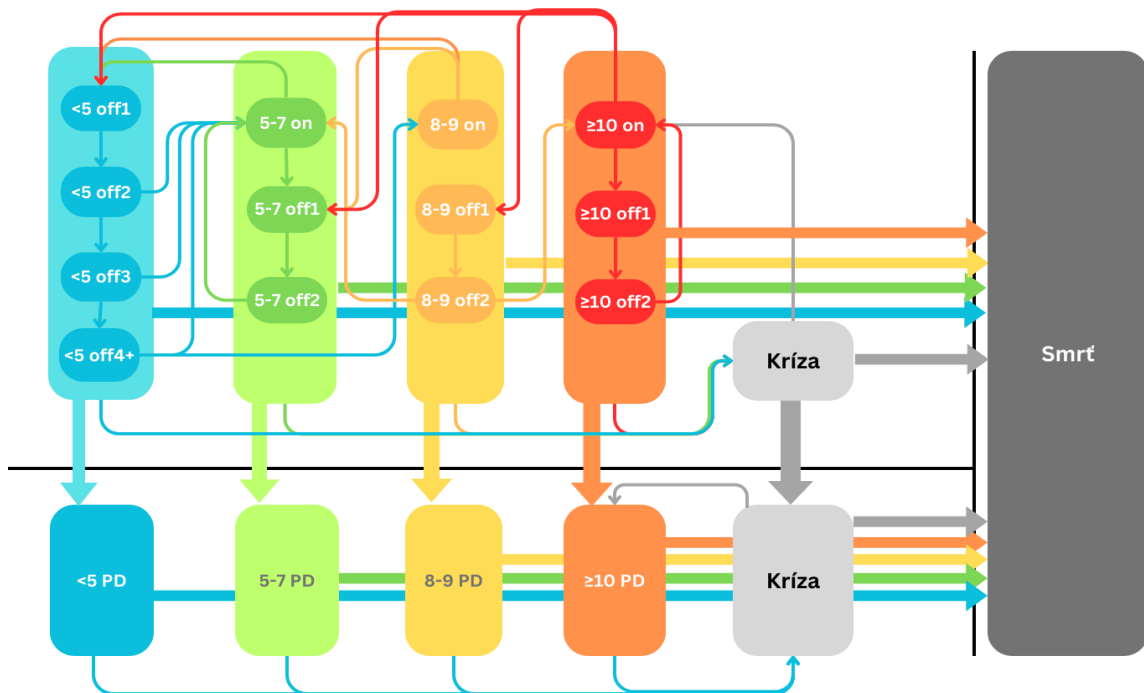 <5 off1
<5 off2
<5 off3
<5 off4+
5-7 on
5-7 off1
5-7 off2
8-9 on
8-9 off1
8-9 off2
≥10 on
≥10 off1
≥10 off2
Kríza
Smrť
<5 PD
5-7 PD
8-9 PD
≥10 PD
Kríza